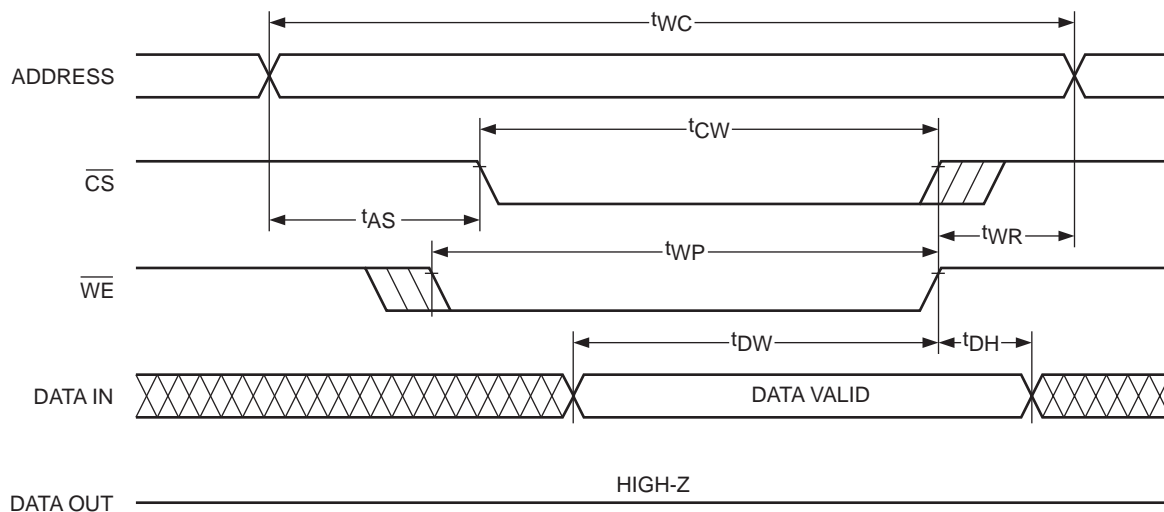 tWC
ADDRESS
tCW
CS
tAS
tWR
tWP
WE
tDW
tDH
DATA IN
DATA VALID
HIGH-Z
DATA OUT